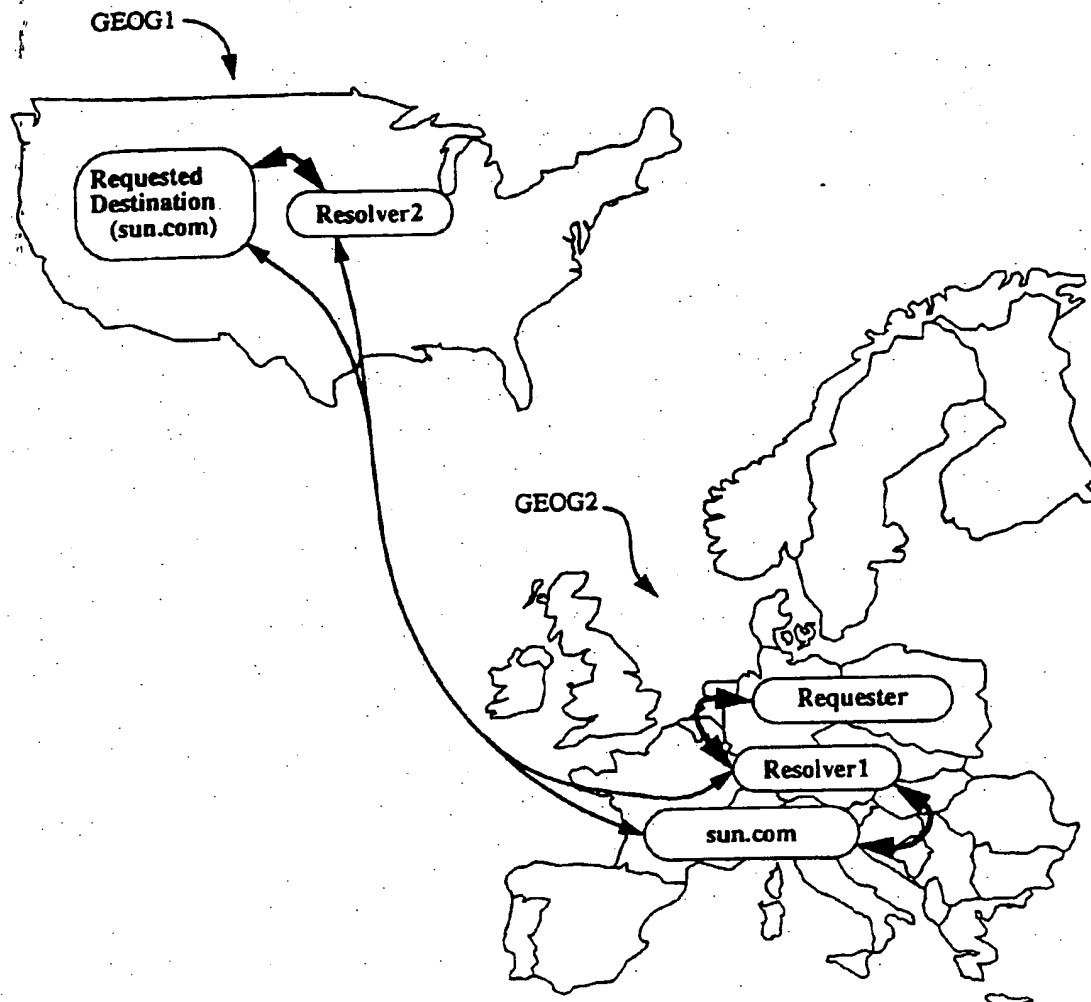 GEOG1
Requested
Destination
(sun.com)
Resolver2
GEOG2
Requester
Resolver1
sun.com